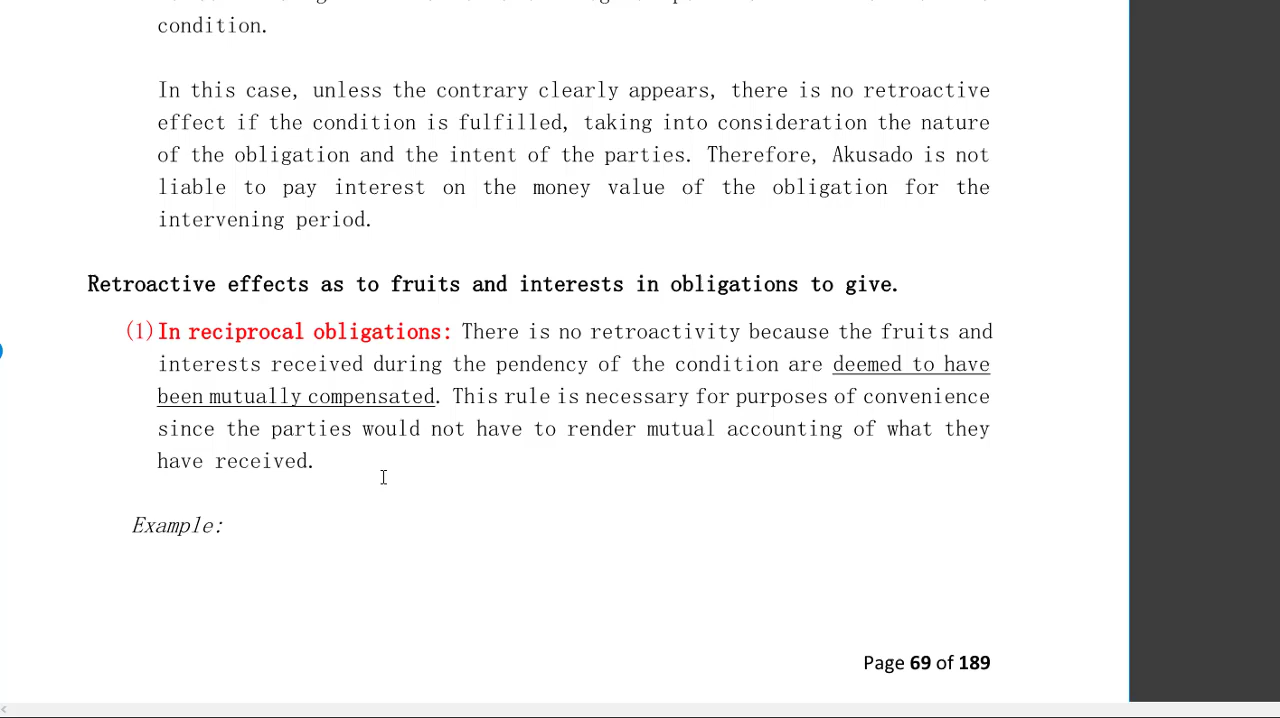 condition.
In this case, unless the contrary clearly appears, there is no retroactive
effect if the condition is fulfilled, taking into consideration the nature
of the obligation and the intent of the parties. Therefore, Akusado is not
liable to pay interest on the money value of the obligation for the
intervening period.
Retroactive effects as to fruits and interests in obligations to give.
(1) In reciprocal obligations: There is no retroactivity because the fruits and
interests received during the pendency of the condition are deemed to have
been mutually compensated. This rule is necessary for purposes of convenience
since the parties would not have to render mutual accounting of what they
have received.
Example:
Page 69 of 189